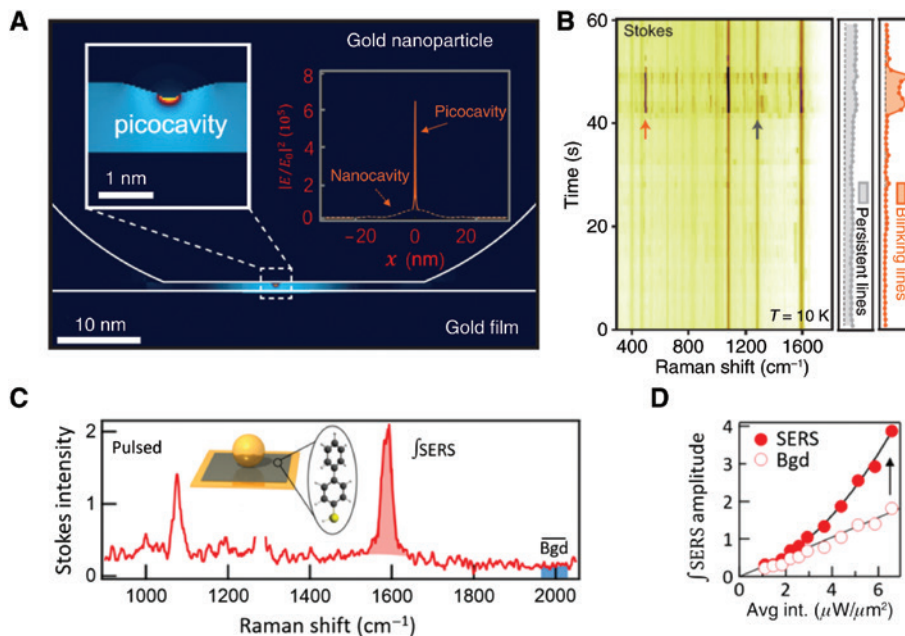 A
Gold nanoparticle
picocavity
1 nm
|E/E₀|² (10⁵)
8
6
4
2
0
Picocavity
Nanocavity
−20
0
20
x (nm)
10 nm
Gold film
B
Stokes
60
40
20
0
Time (s)
T = 10 K
400
800
1200
1600
Raman shift (cm⁻¹)
Persistent lines
Blinking lines
C
Pulsed
∫SERS
Bgd
Stokes intensity
2
1
0
1000
1200
1400
1600
1800
2000
Raman shift (cm⁻¹)
D
SERS
Bgd
∫SERS amplitude
4
3
2
1
0
0
2
4
6
Avg int. (μW/μm²)